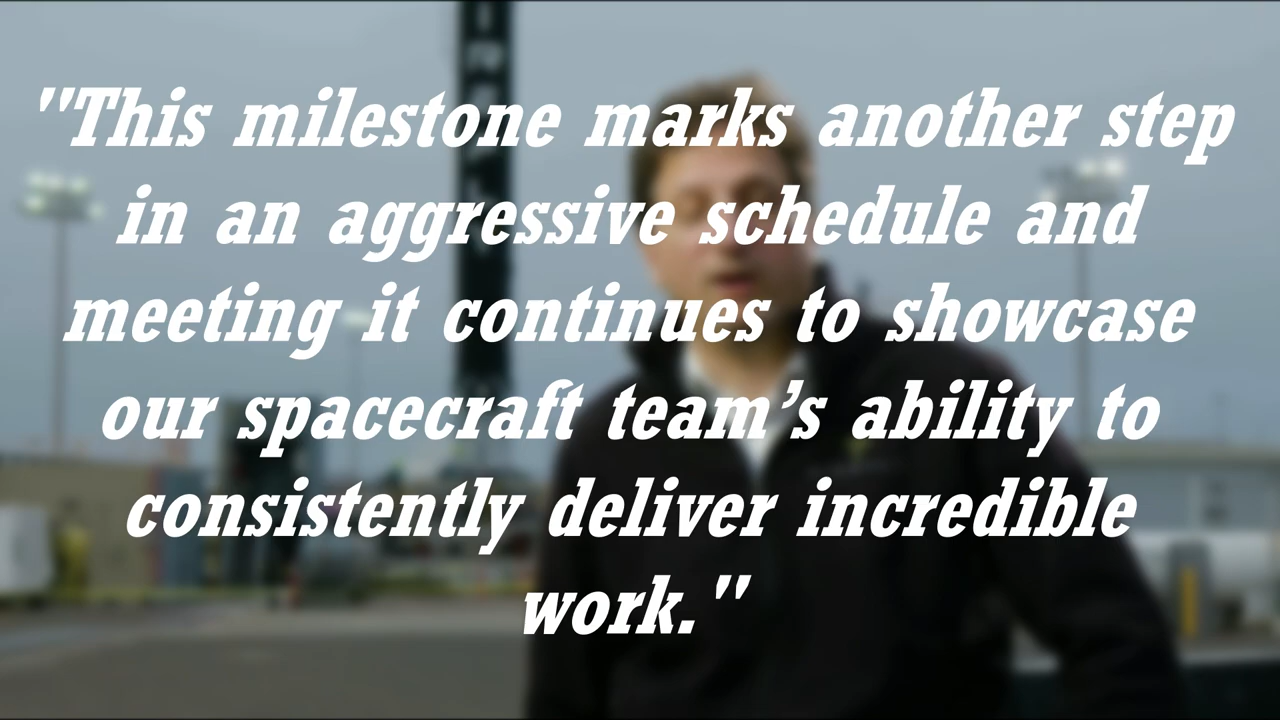 "This milestone marks another step
in an aggressive schedule and
meeting it continues to showcase
our spacecraft team’s ability to
consistently deliver incredible
work."